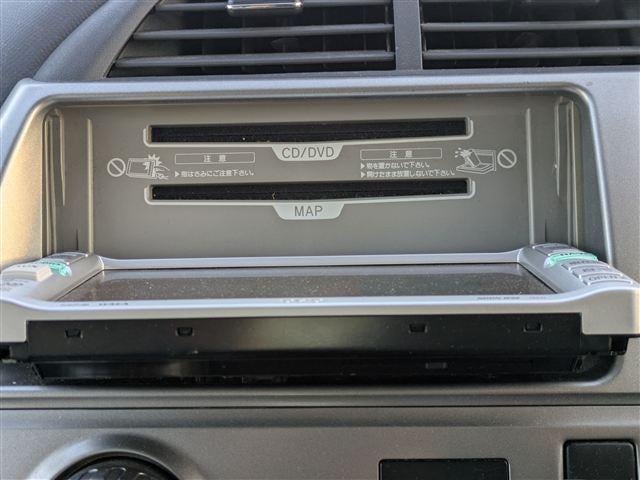 CD/DVD
注意
▶指はさみにご注意下さい。
注意
▶物を置かないで下さい。
▶開けたまま放置しないで下さい。
MAP
OPEN